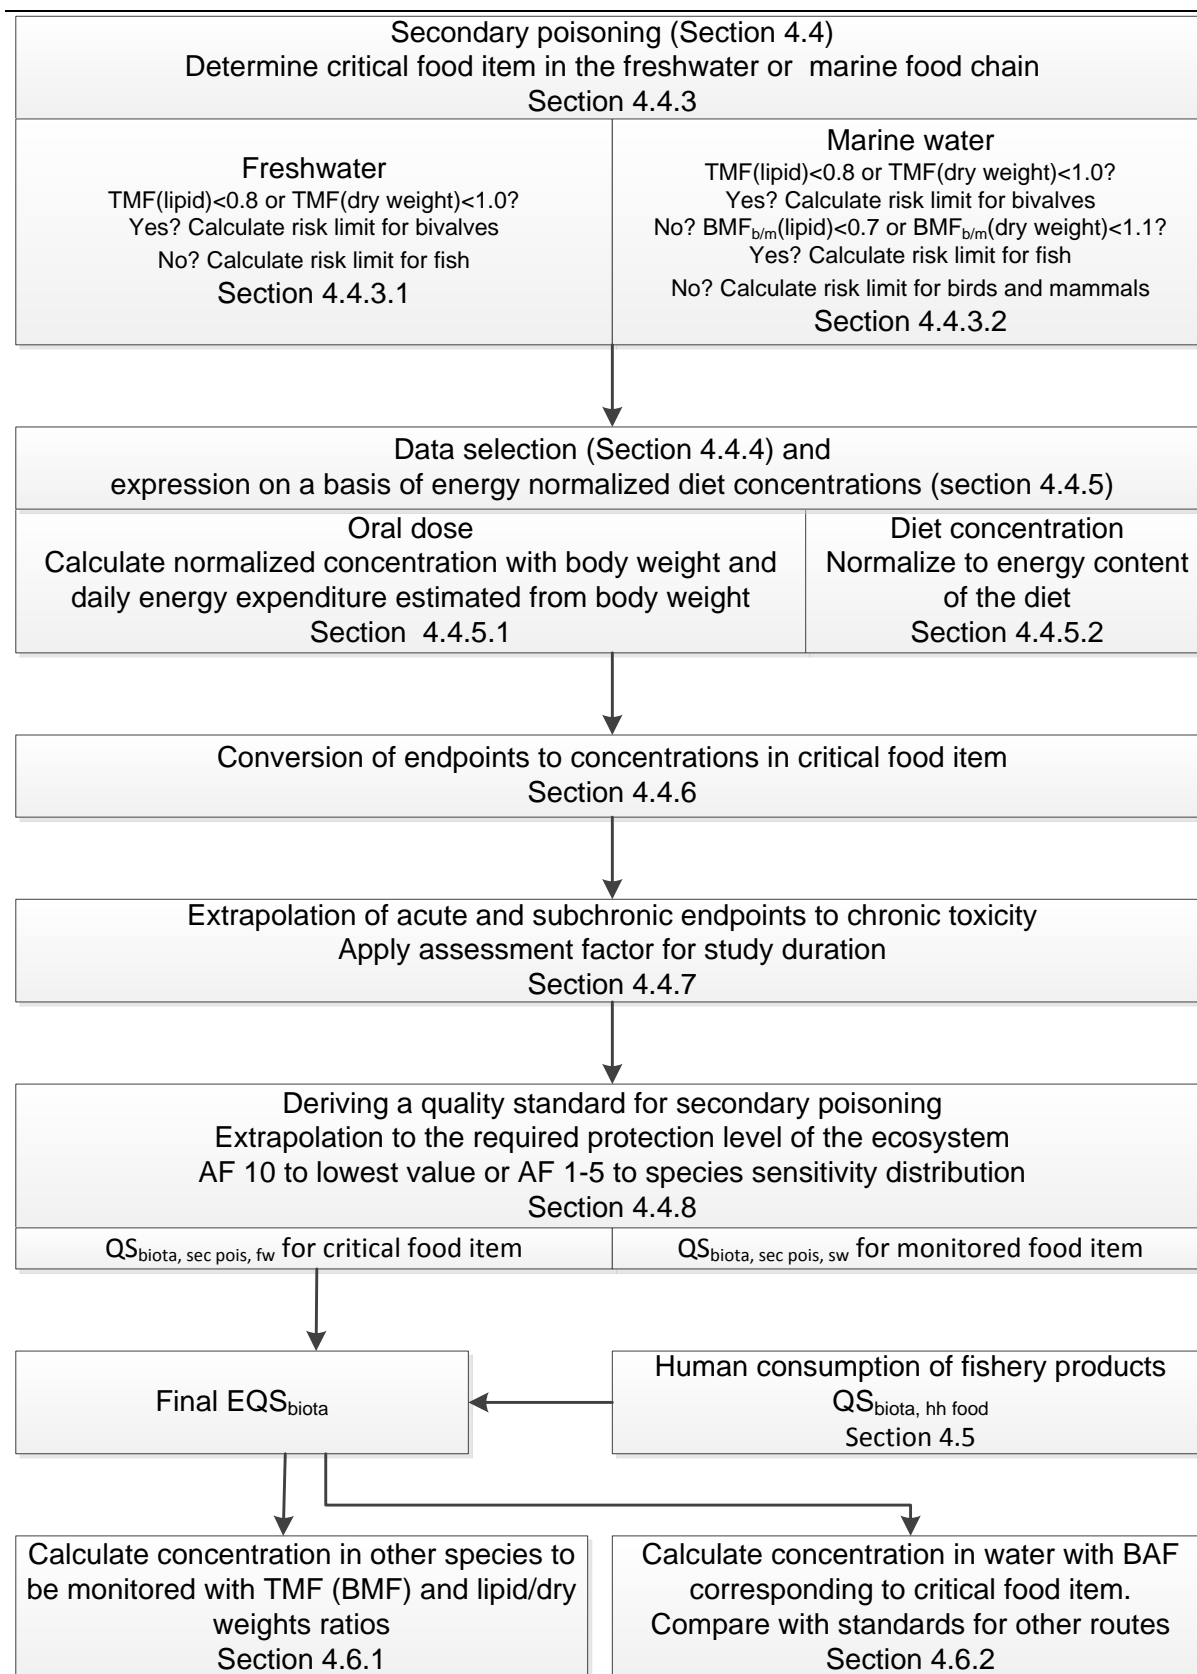 Secondary poisoning (Section 4.4)
Determine critical food item in the freshwater or marine food chain
Section 4.4.3
Freshwater
TMF(lipid)<0.8 or TMF(dry weight)<1.0?
Yes? Calculate risk limit for bivalves
No? Calculate risk limit for fish
Section 4.4.3.1
Marine water
TMF(lipid)<0.8 or TMF(dry weight)<1.0?
Yes? Calculate risk limit for bivalves
No? BMFb/m(lipid)<0.7 or BMFb/m(dry weight)<1.1?
Yes? Calculate risk limit for fish
No? Calculate risk limit for birds and mammals
Section 4.4.3.2
Data selection (Section 4.4.4) and
expression on a basis of energy normalized diet concentrations (section 4.4.5)
Oral dose
Calculate normalized concentration with body weight and
daily energy expenditure estimated from body weight
Section 4.4.5.1
Diet concentration
Normalize to energy content
of the diet
Section 4.4.5.2
Conversion of endpoints to concentrations in critical food item
Section 4.4.6
Extrapolation of acute and subchronic endpoints to chronic toxicity
Apply assessment factor for study duration
Section 4.4.7
Deriving a quality standard for secondary poisoning
Extrapolation to the required protection level of the ecosystem
AF 10 to lowest value or AF 1-5 to species sensitivity distribution
Section 4.4.8
QSbiota, sec pois, fw for critical food item
QSbiota, sec pois, sw for monitored food item
Final EQSbiota
Human consumption of fishery products
QSbiota, hh food
Section 4.5
Calculate concentration in other species to
be monitored with TMF (BMF) and lipid/dry
weights ratios
Section 4.6.1
Calculate concentration in water with BAF
corresponding to critical food item.
Compare with standards for other routes
Section 4.6.2